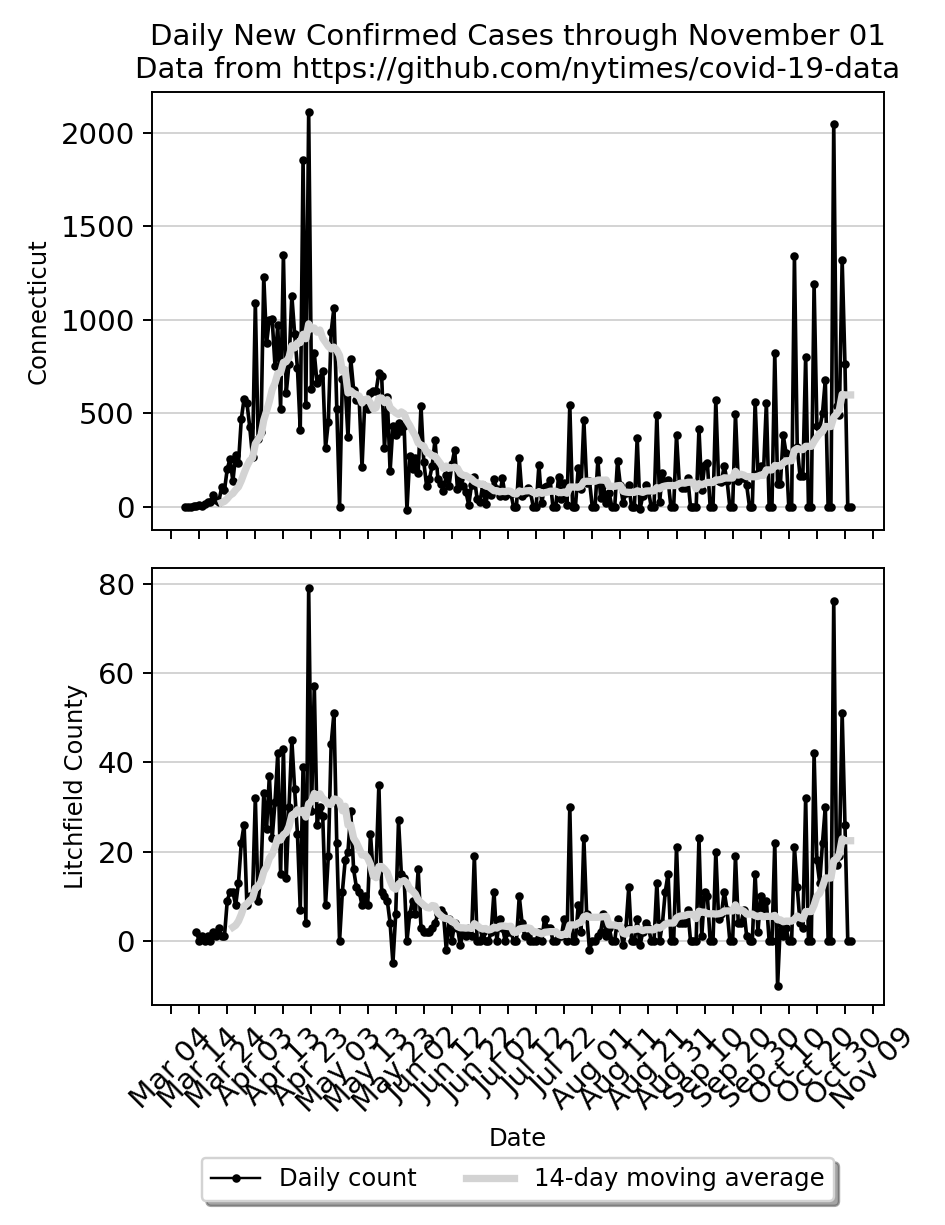 Daily New Confirmed Cases through November 01
Data from https://github.com/nytimes/covid-19-data
2000
1500
1000
500
0
Connecticut
80
60
40
20
0
Litchfield County
Mar 04
Mar 14
Mar 24
Apr 03
Apr 13
Apr 23
May 03
May 13
May 23
Jun 02
Jun 12
Jun 22
Jul 02
Jul 12
Jul 22
Aug 01
Aug 11
Aug 21
Aug 31
Sep 10
Sep 20
Sep 30
Oct 10
Oct 20
Oct 30
Nov 09
Date
Daily count
14-day moving average